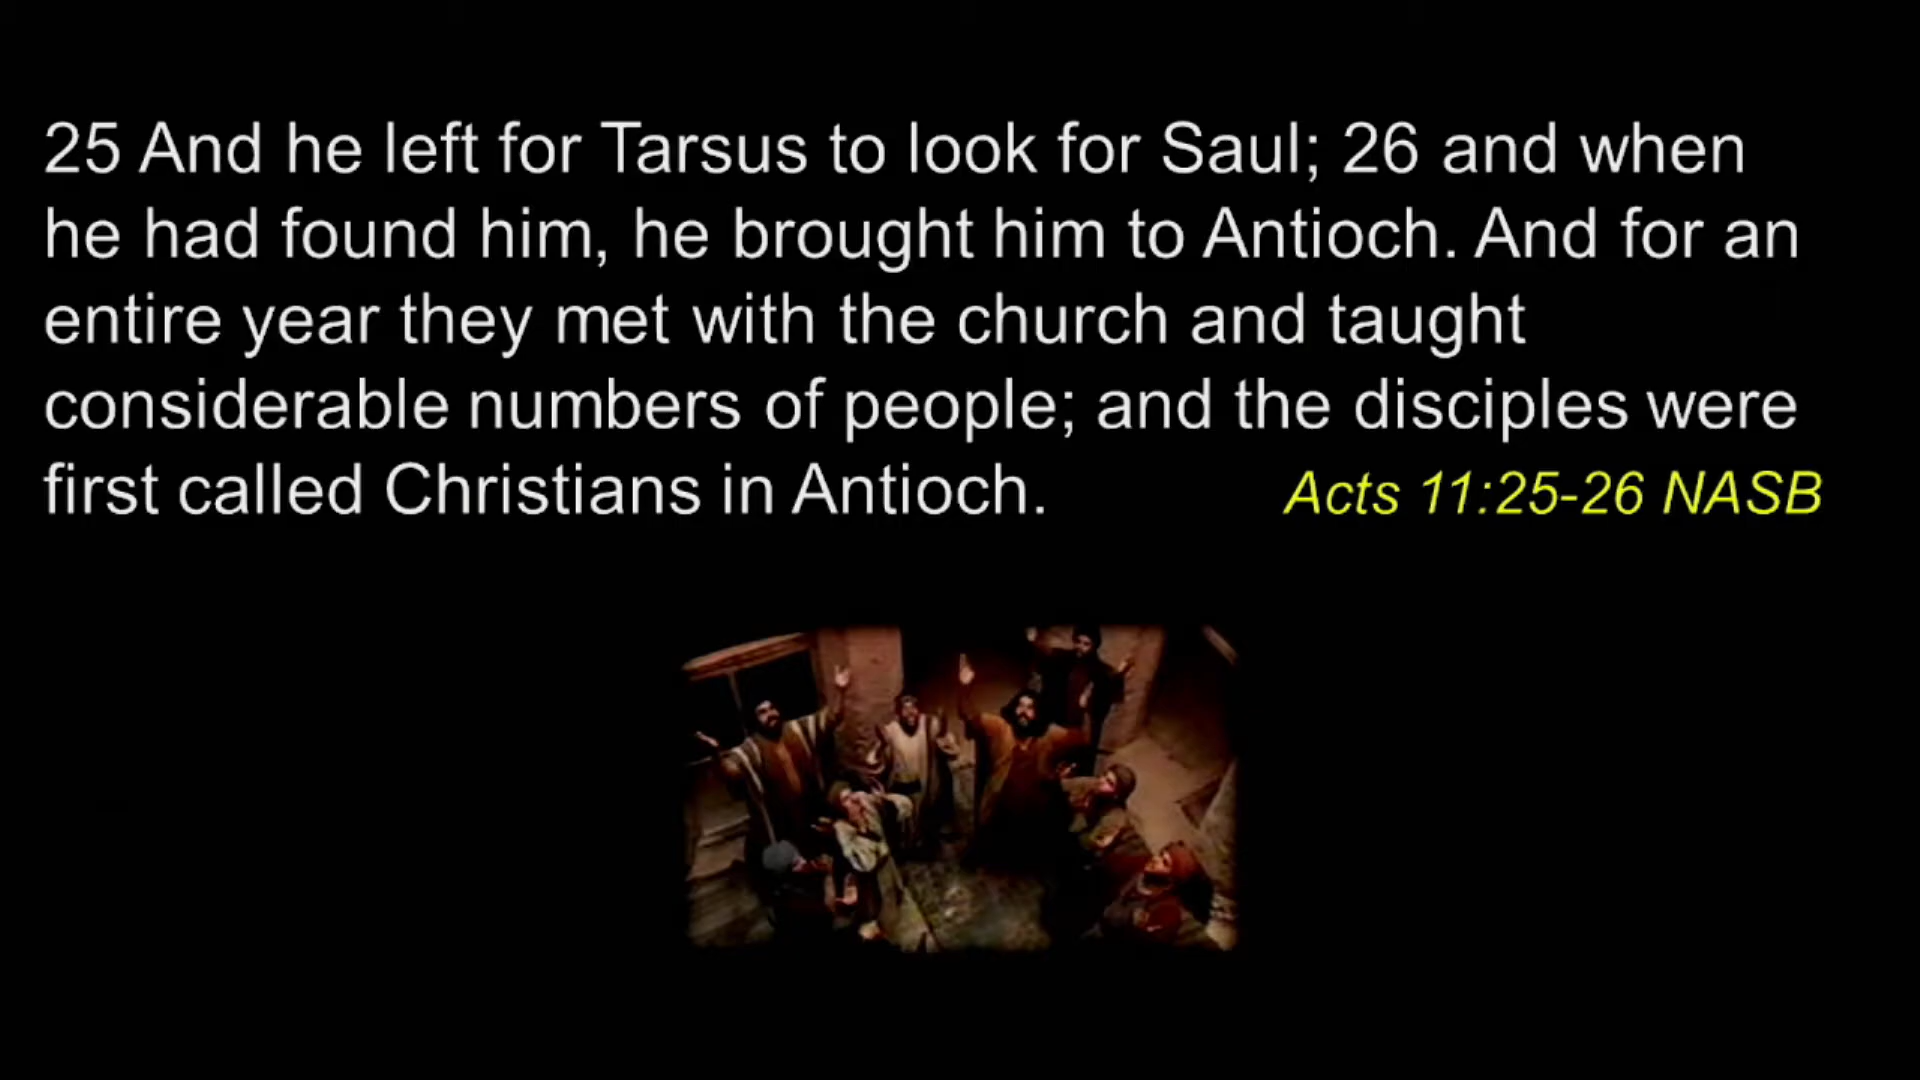 25 And he left for Tarsus to look for Saul; 26 and when
he had found him, he brought him to Antioch. And for an
entire year they met with the church and taught
considerable numbers of people; and the disciples were
first called Christians in Antioch. Acts 11:25-26 NASB